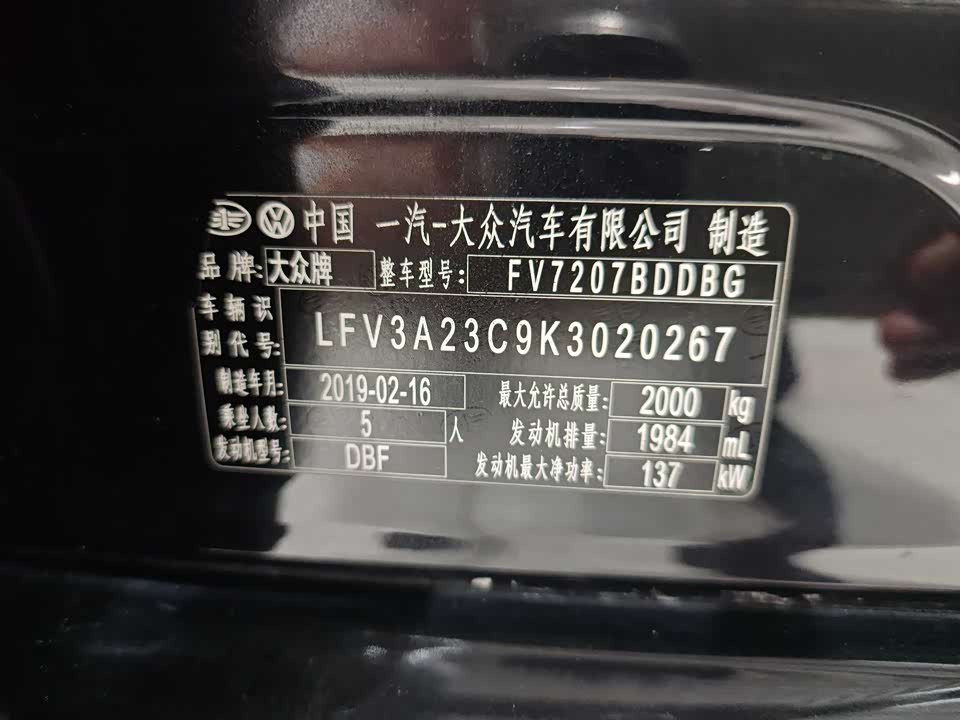 中国 一汽-大众汽车有限公司 制造
品牌: 大众牌 整车型号: FV7207BDDBG
车辆识别代号: LFV3A23C9K3020267
制造年月: 2019-02-16 最大允许总质量: 2000 kg
乘坐人数: 5 人 发动机排量: 1984 mL
发动机型号: DBF 发动机最大净功率: 137 kW